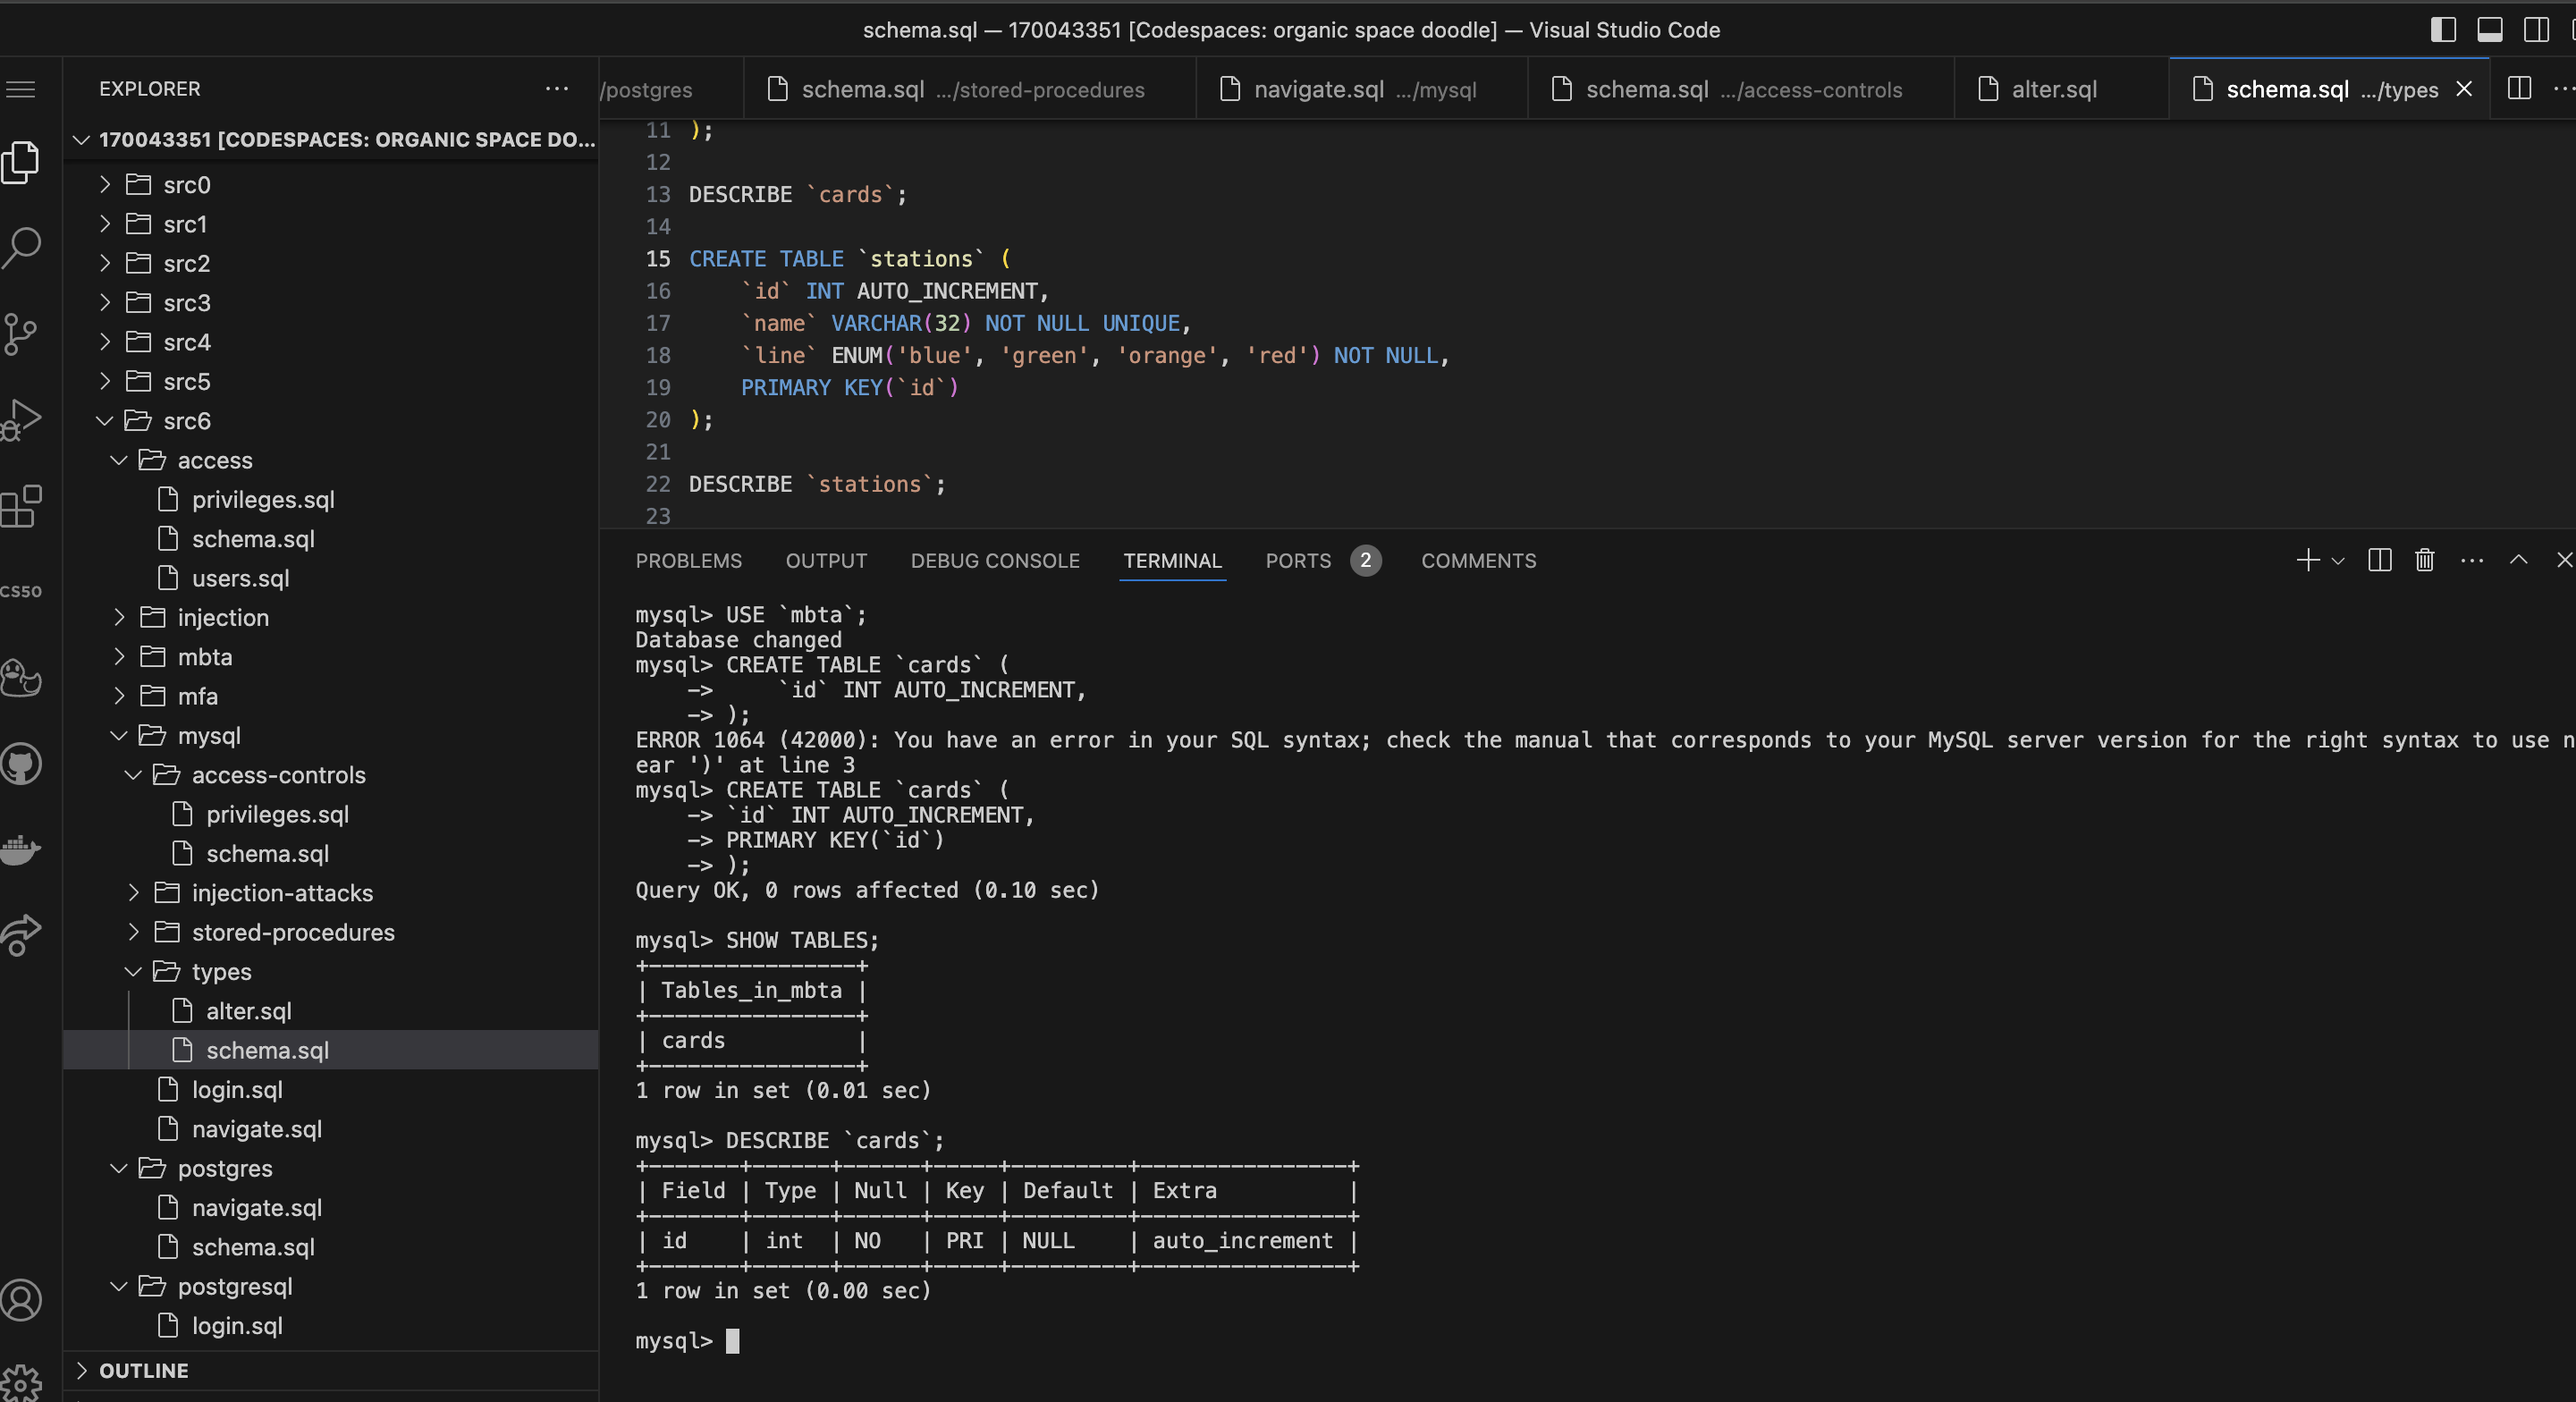 schema.sql — 170043351 [Codespaces: organic space doodle] — Visual Studio Code
EXPLORER
/postgres
schema.sql .../stored-procedures
navigate.sql .../mysql
schema.sql .../access-controls
alter.sql
schema.sql .../types
170043351 [CODESPACES: ORGANIC SPACE DO...
src0
src1
src2
src3
src4
src5
src6
access
privileges.sql
schema.sql
users.sql
injection
mbta
mfa
mysql
access-controls
privileges.sql
schema.sql
injection-attacks
stored-procedures
types
alter.sql
schema.sql
login.sql
navigate.sql
postgres
navigate.sql
schema.sql
postgresql
login.sql
OUTLINE
CS50
11 );
12
13 DESCRIBE `cards`;
14
15 CREATE TABLE `stations` (
16     `id` INT AUTO_INCREMENT,
17     `name` VARCHAR(32) NOT NULL UNIQUE,
18     `line` ENUM('blue', 'green', 'orange', 'red') NOT NULL,
19     PRIMARY KEY(`id`)
20 );
21
22 DESCRIBE `stations`;
23
PROBLEMS OUTPUT DEBUG CONSOLE TERMINAL PORTS 2 COMMENTS
mysql> USE `mbta`;
Database changed
mysql> CREATE TABLE `cards` (
    ->     `id` INT AUTO_INCREMENT,
    -> );
ERROR 1064 (42000): You have an error in your SQL syntax; check the manual that corresponds to your MySQL server version for the right syntax to use n
ear ')' at line 3
mysql> CREATE TABLE `cards` (
    -> `id` INT AUTO_INCREMENT,
    -> PRIMARY KEY(`id`)
    -> );
Query OK, 0 rows affected (0.10 sec)
mysql> SHOW TABLES;
+----------------+
| Tables_in_mbta |
+----------------+
| cards          |
+----------------+
1 row in set (0.01 sec)
mysql> DESCRIBE `cards`;
+-------+------+------+-----+---------+----------------+
| Field | Type | Null | Key | Default | Extra          |
+-------+------+------+-----+---------+----------------+
| id    | int  | NO   | PRI | NULL    | auto_increment |
+-------+------+------+-----+---------+----------------+
1 row in set (0.00 sec)
mysql>